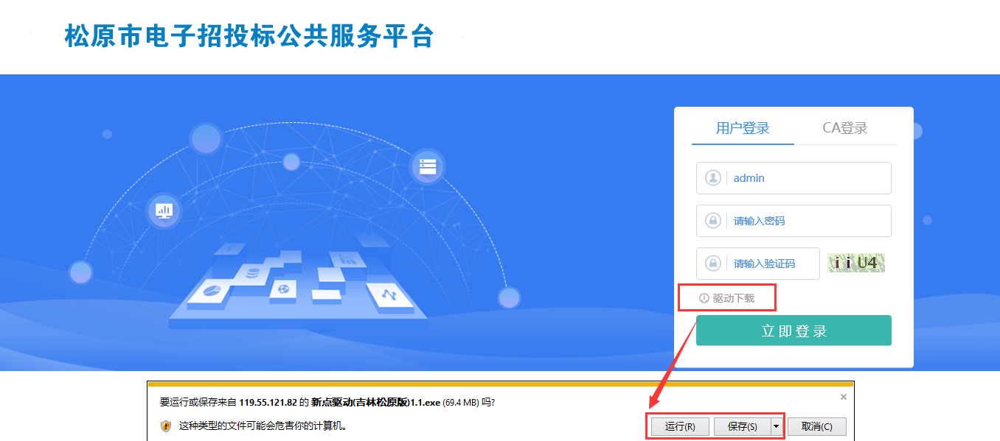 松原市电子招投标公共服务平台
用户登录 CA登录
admin
请输入密码
请输入验证码 i i U4
驱动下载
立即登录
要运行或保存来自 119.55.121.82 的 新点驱动(吉林松原版)1.1.exe (69.4 MB) 吗?
这种类型的文件可能会危害你的计算机。
运行(R) 保存(S) 取消(C)